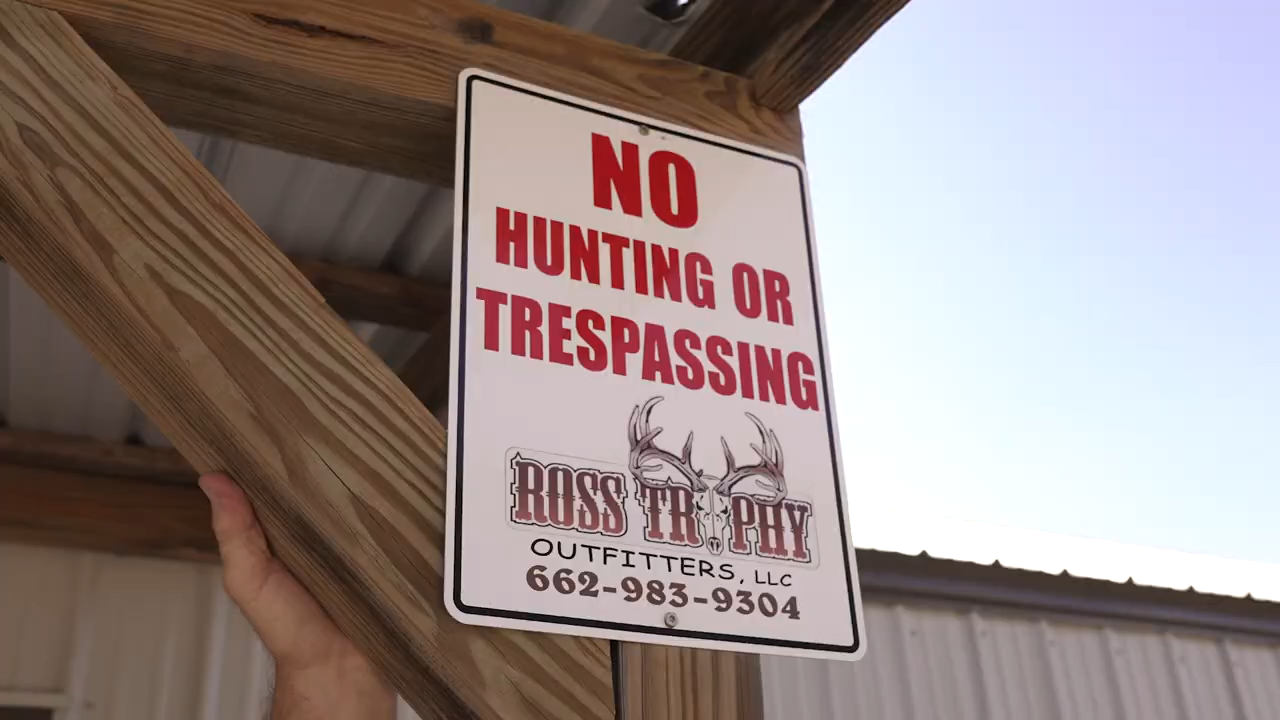 NO
HUNTING OR
TRESPASSING
ROSS TROPHY
OUTFITTERS, LLC
662-983-9304